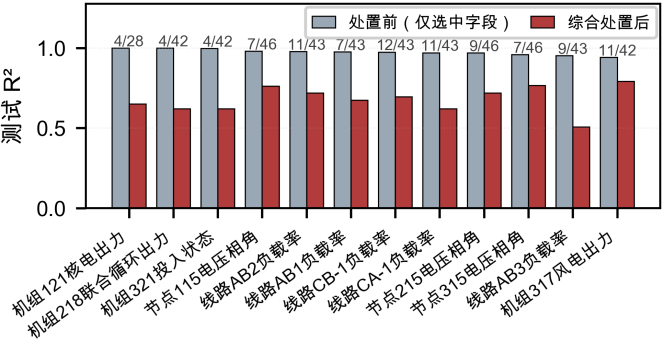 处置前（仅选中字段）
综合处置后
4/28 4/42 4/42 7/46 11/43 7/43 12/43 11/43 9/46 7/46 9/43 11/42
测试 R²
1.0
0.5
0.0
机组121核电出力
机组218联合循环出力
机组321投入状态
节点115电压相角
线路AB2负载率
线路AB1负载率
线路CB-1负载率
线路CA-1负载率
节点215电压相角
节点315电压相角
线路AB3负载率
机组317风电出力